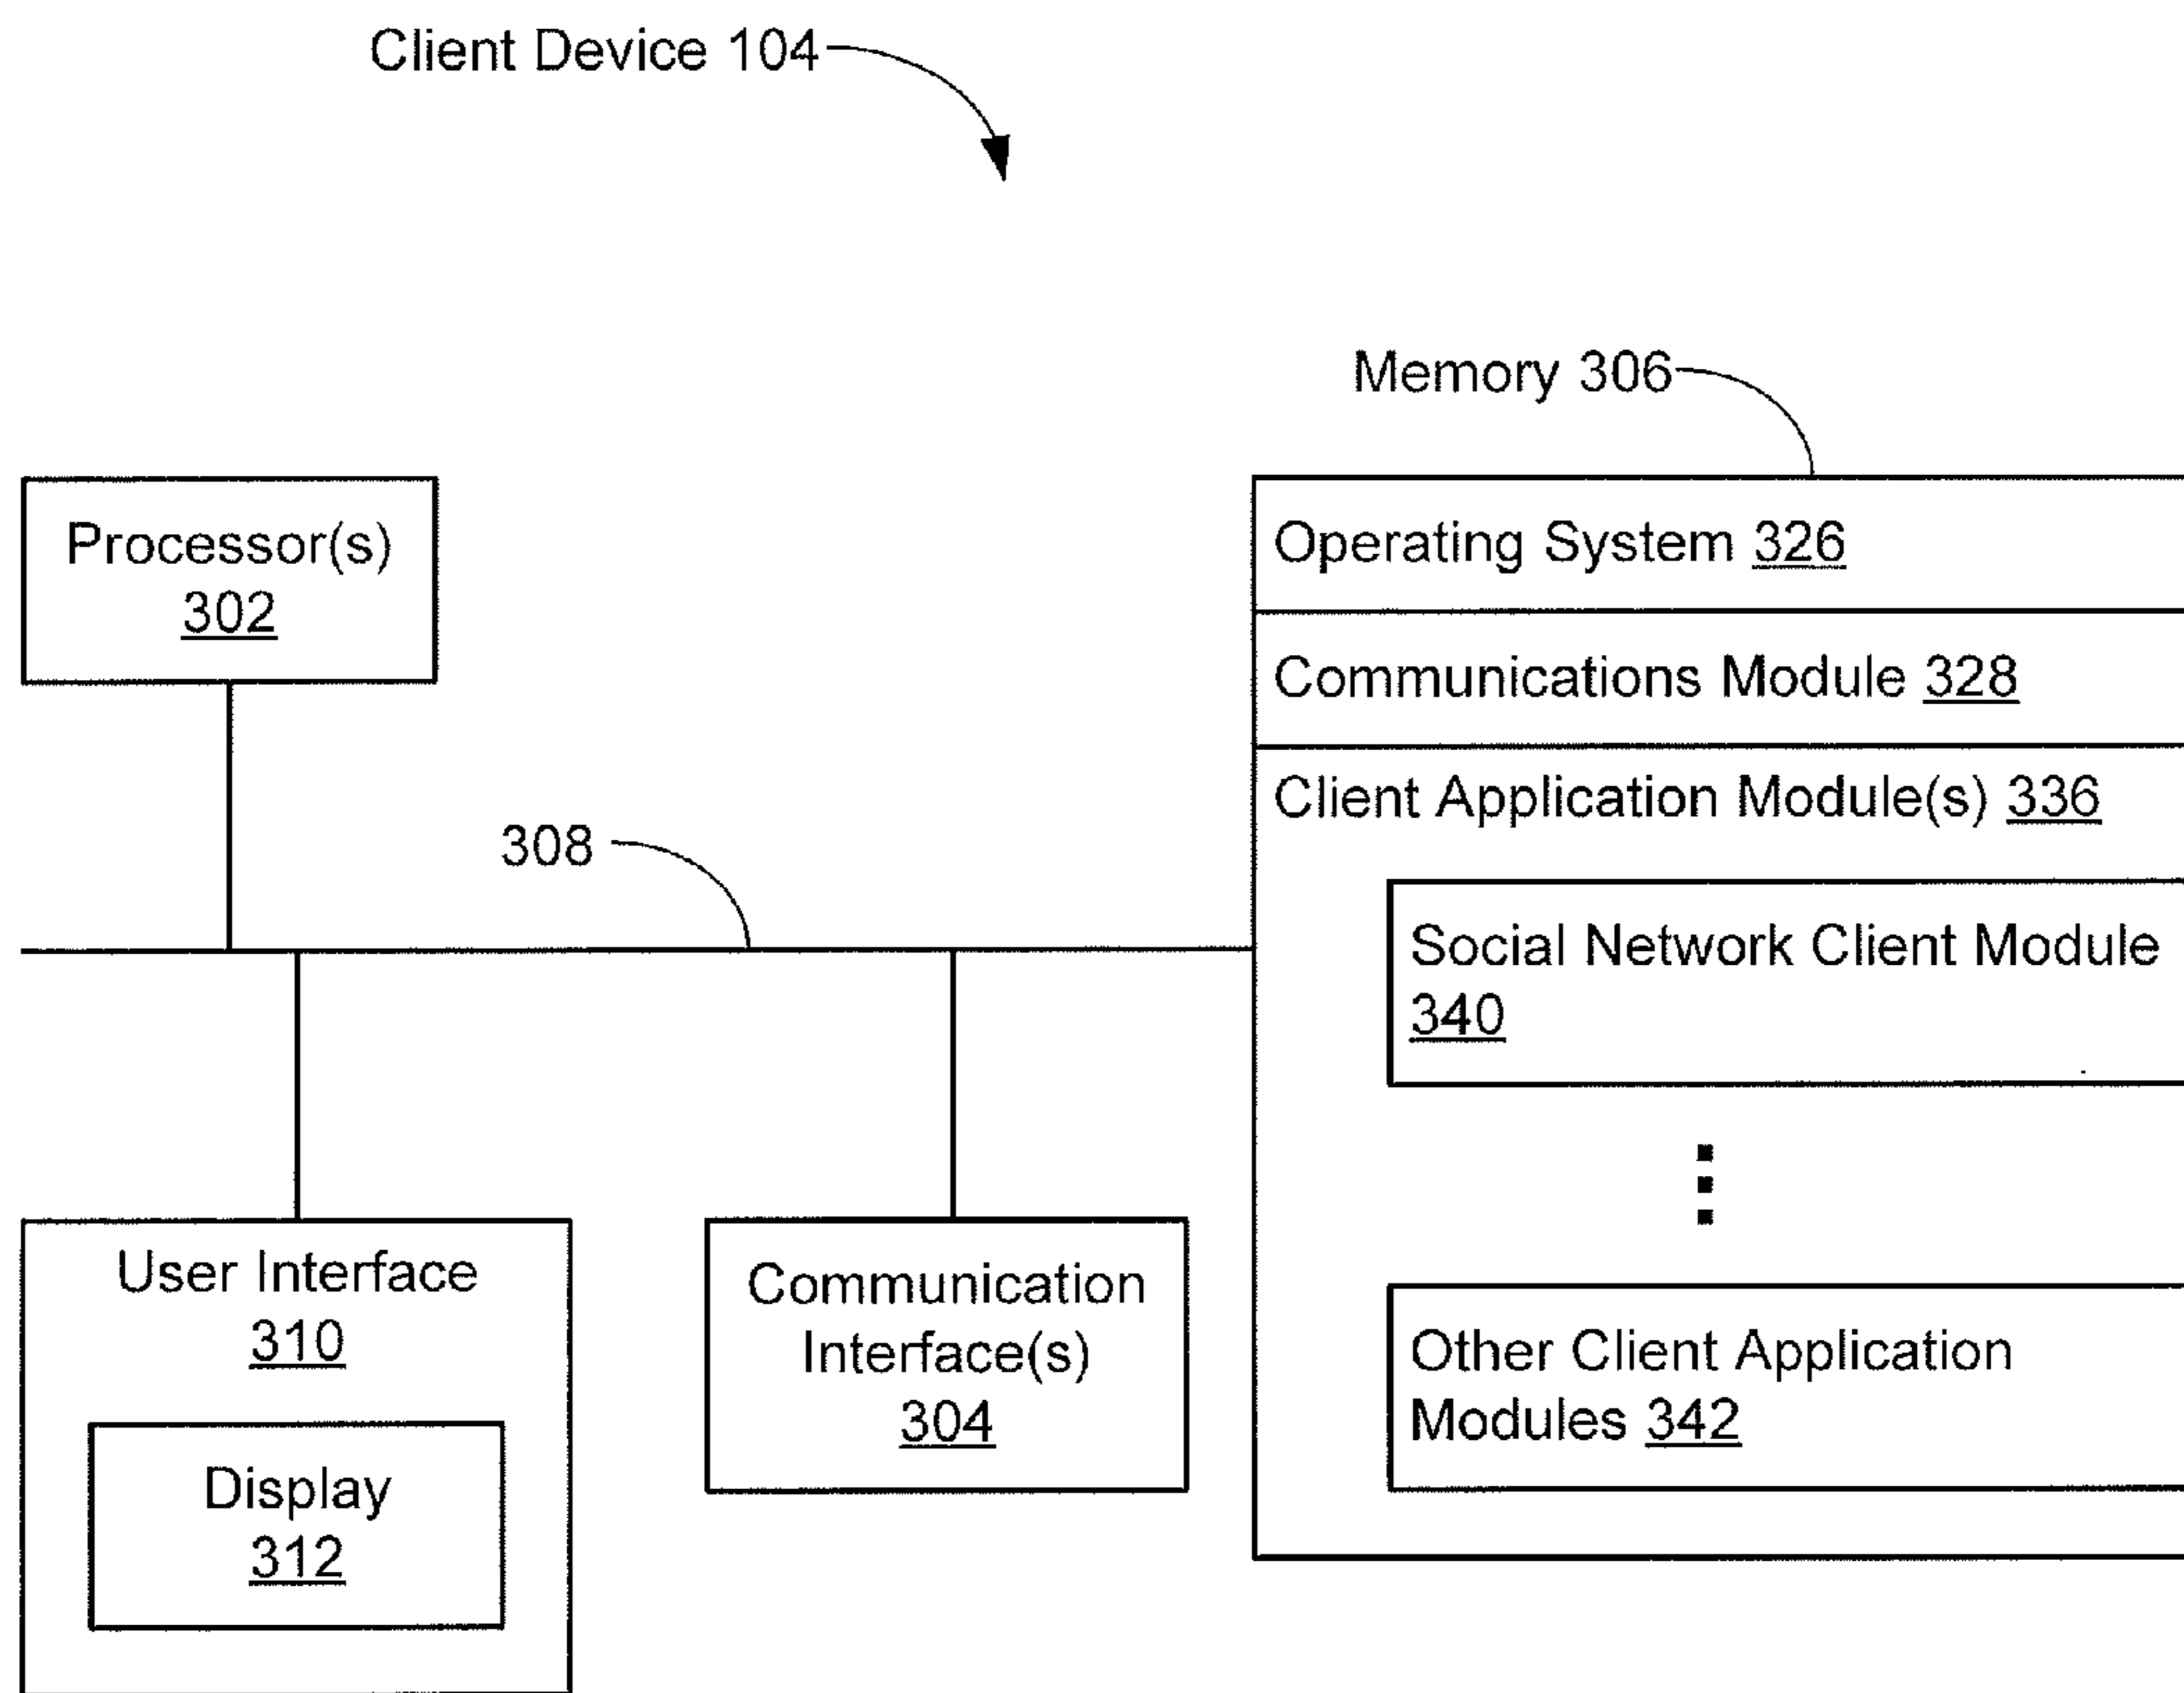 Client Device 104
Memory 306
Processor(s)
302
Operating System 326
Communications Module 328
Client Application Module(s) 336
308
Social Network Client Module
340
User Interface
310
Communication
Interface(s)
304
Other Client Application
Modules 342
Display
312